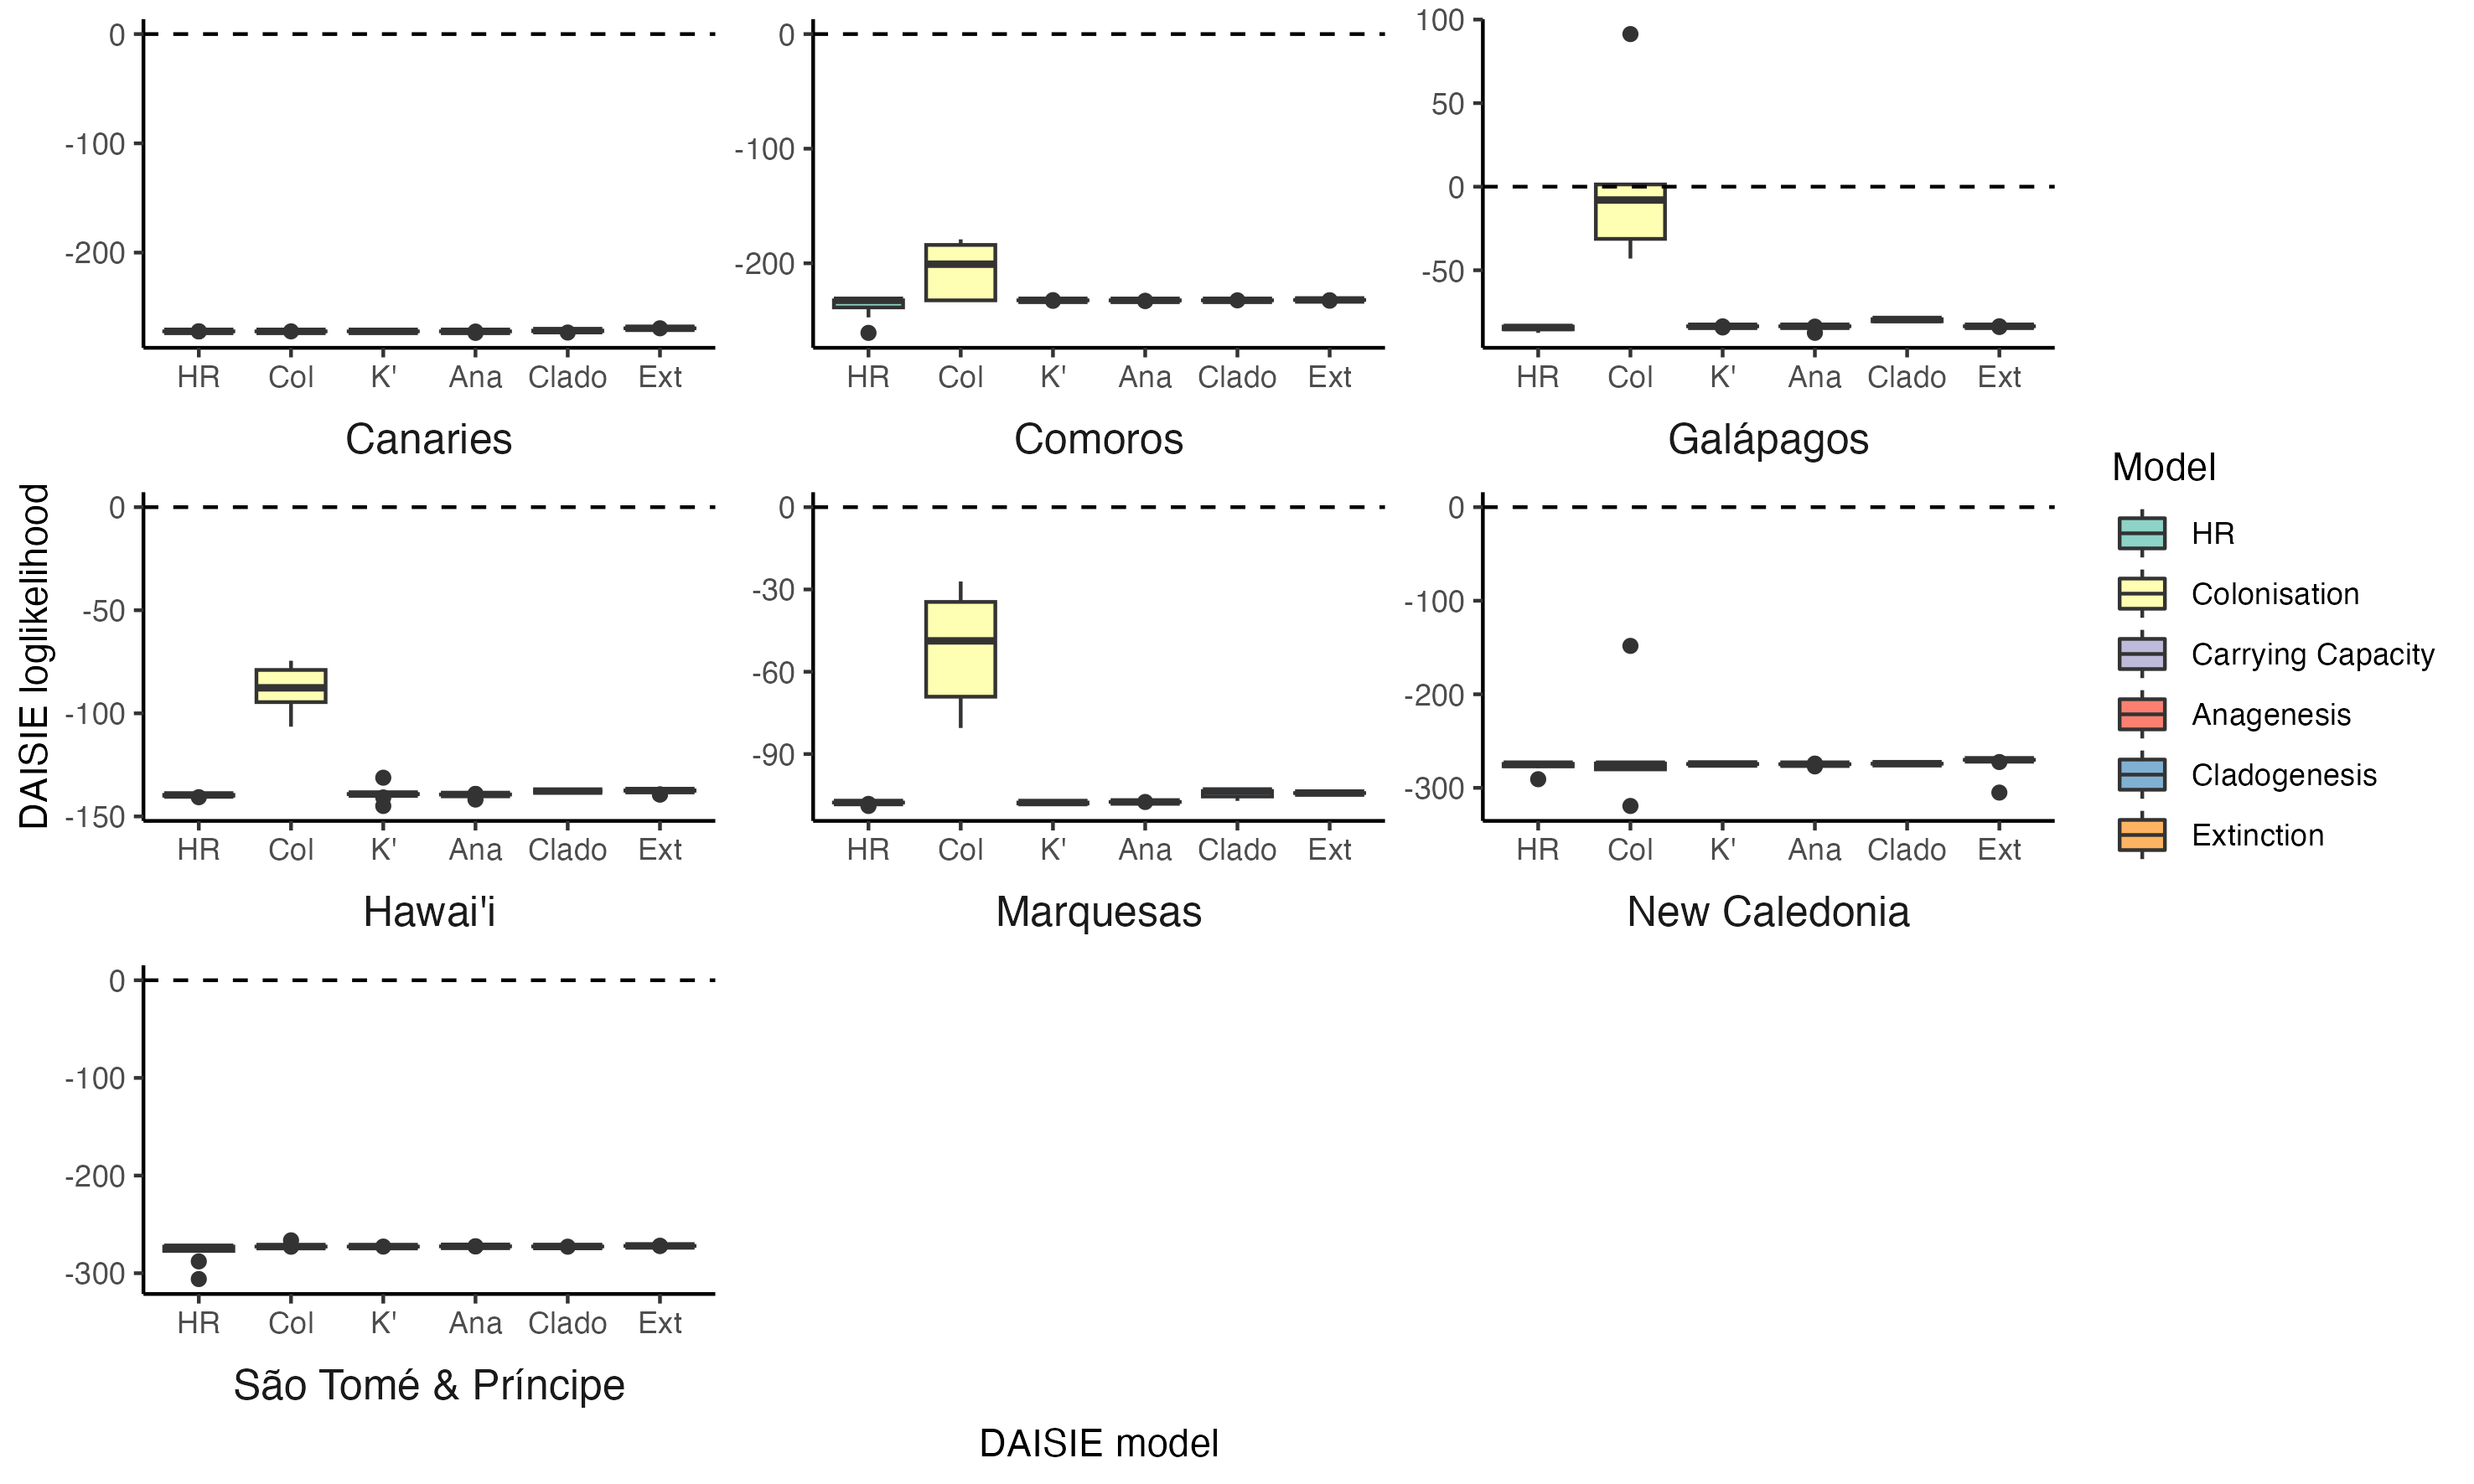 0
-100
-200
HR Col K' Ana Clado Ext
Canaries
0
-100
-200
HR Col K' Ana Clado Ext
Comoros
100
50
0
-50
HR Col K' Ana Clado Ext
Galápagos
DAISIE loglikelihood
0
-50
-100
-150
HR Col K' Ana Clado Ext
Hawai'i
0
-30
-60
-90
HR Col K' Ana Clado Ext
Marquesas
0
-100
-200
-300
HR Col K' Ana Clado Ext
New Caledonia
Model
HR
Colonisation
Carrying Capacity
Anagenesis
Cladogenesis
Extinction
0
-100
-200
-300
HR Col K' Ana Clado Ext
São Tomé & Príncipe
DAISIE model